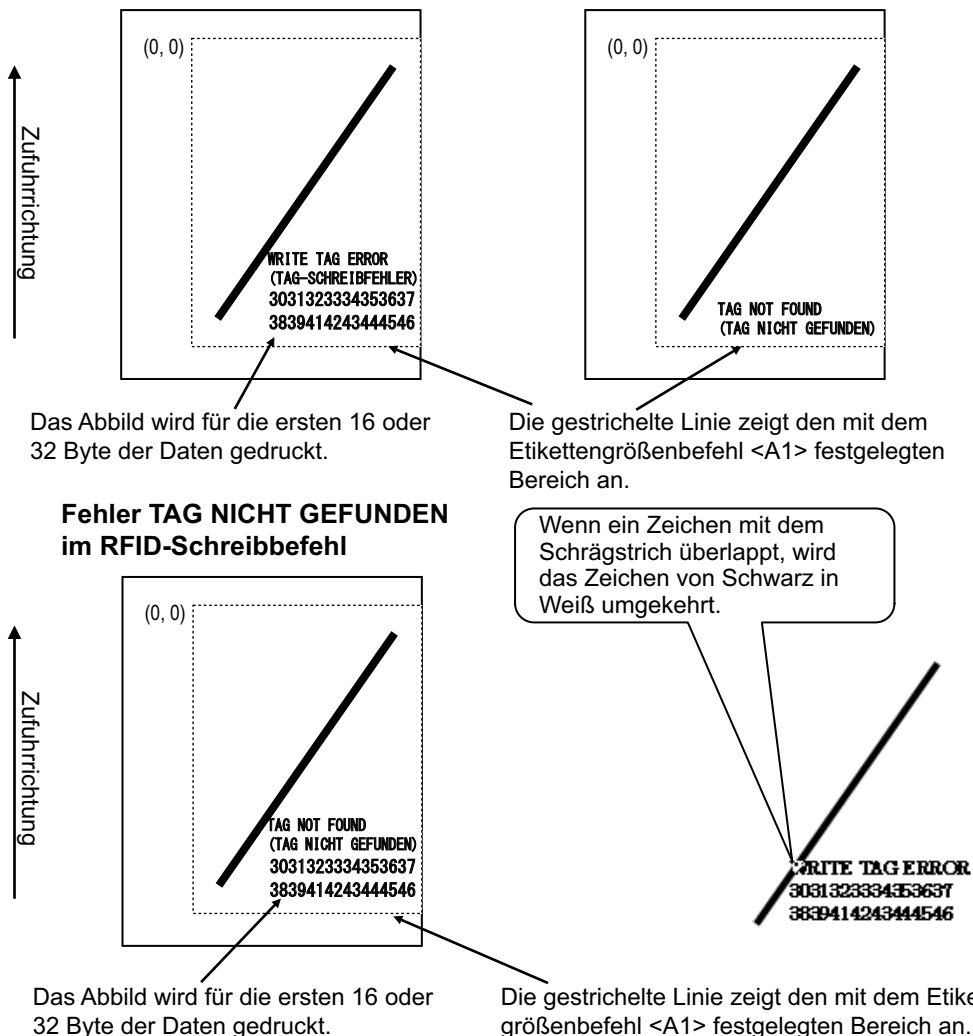 (0, 0)
Zufuhrrichtung
WRITE TAG ERROR
(TAG-SCHREIBFEHLER)
3031323334353637
3839414243444546
(0, 0)
TAG NOT FOUND
(TAG NICHT GEFUNDEN)
Das Abbild wird für die ersten 16 oder
32 Byte der Daten gedruckt.
Die gestrichelte Linie zeigt den mit dem
Etikettengrößenbefehl <A1> festgelegten
Bereich an.
Fehler TAG NICHT GEFUNDEN
im RFID-Schreibbefehl
(0, 0)
Zufuhrrichtung
TAG NOT FOUND
(TAG NICHT GEFUNDEN)
3031323334353637
3839414243444546
Wenn ein Zeichen mit dem
Schrägstrich überlappt, wird
das Zeichen von Schwarz in
Weiß umgekehrt.
WRITE TAG ERROR
3031323334353637
3839414243444546
Das Abbild wird für die ersten 16 oder
32 Byte der Daten gedruckt.
Die gestrichelte Linie zeigt den mit dem Etike
größenbefehl <A1> festgelegten Bereich an.